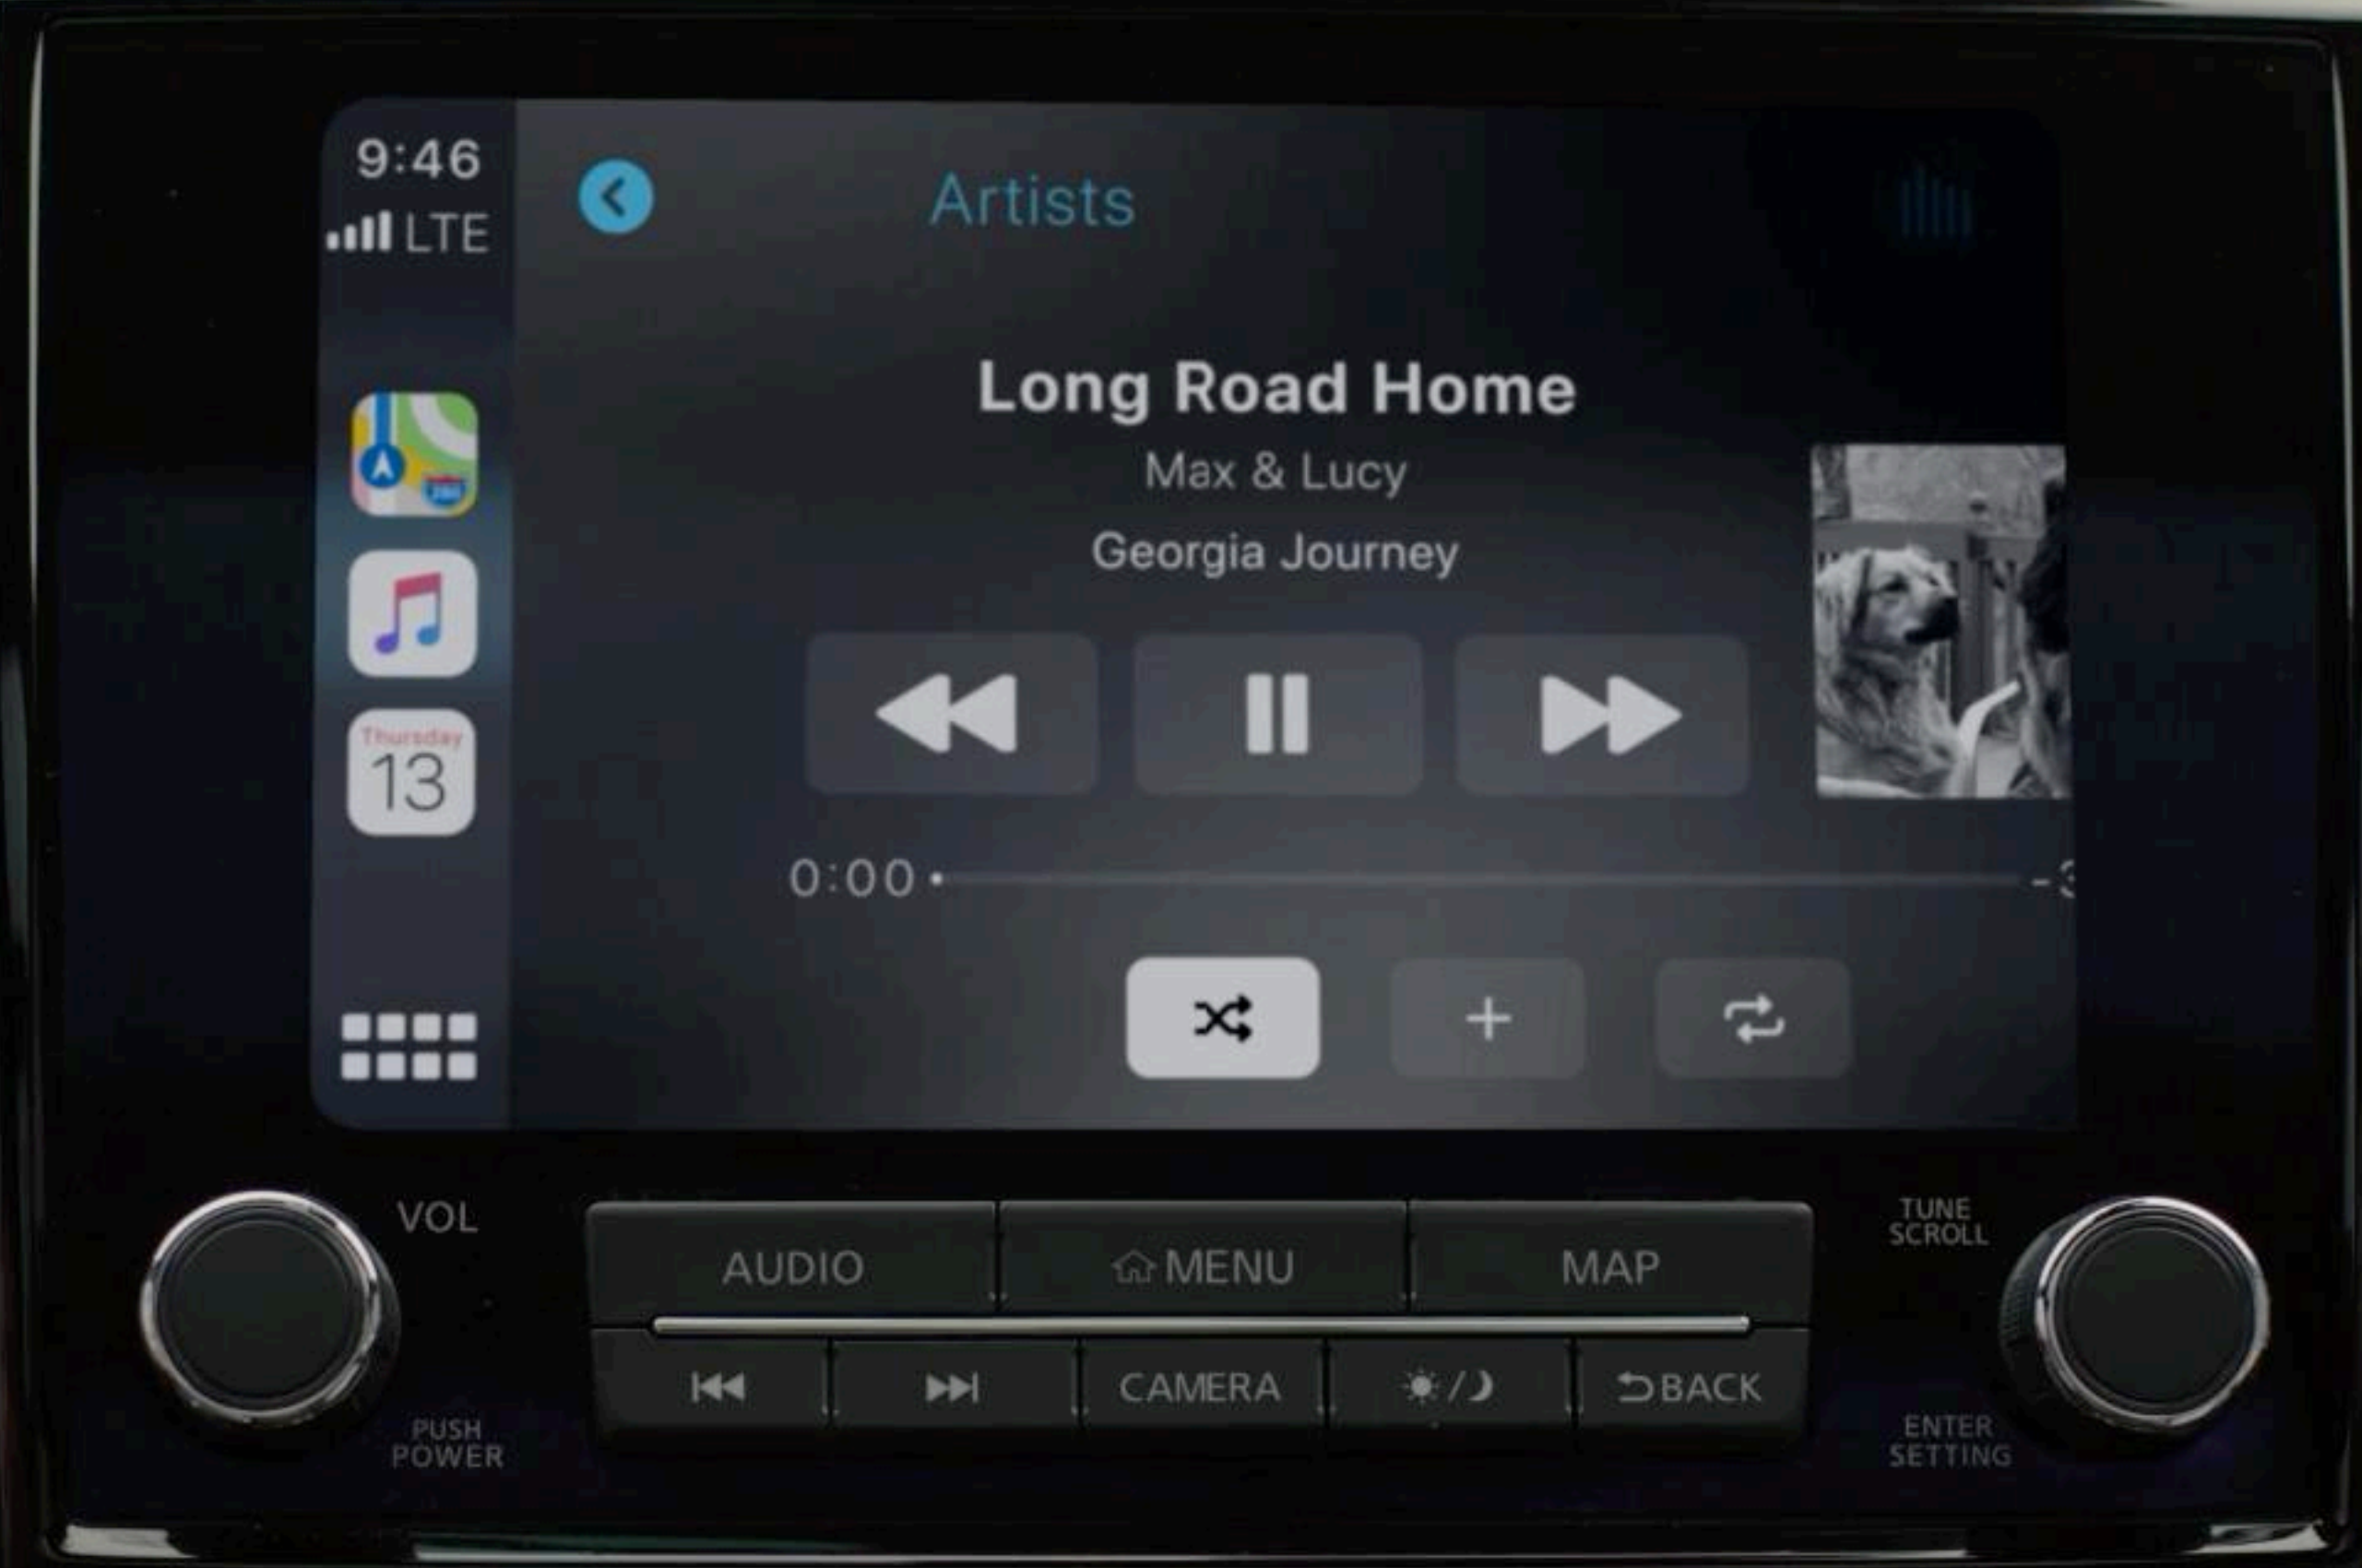 9:46
LTE
Artists
Long Road Home
Max & Lucy
Georgia Journey
280
Thursday
13
0:00
VOL
PUSH
POWER
AUDIO
MENU
MAP
CAMERA
BACK
TUNE
SCROLL
ENTER
SETTING